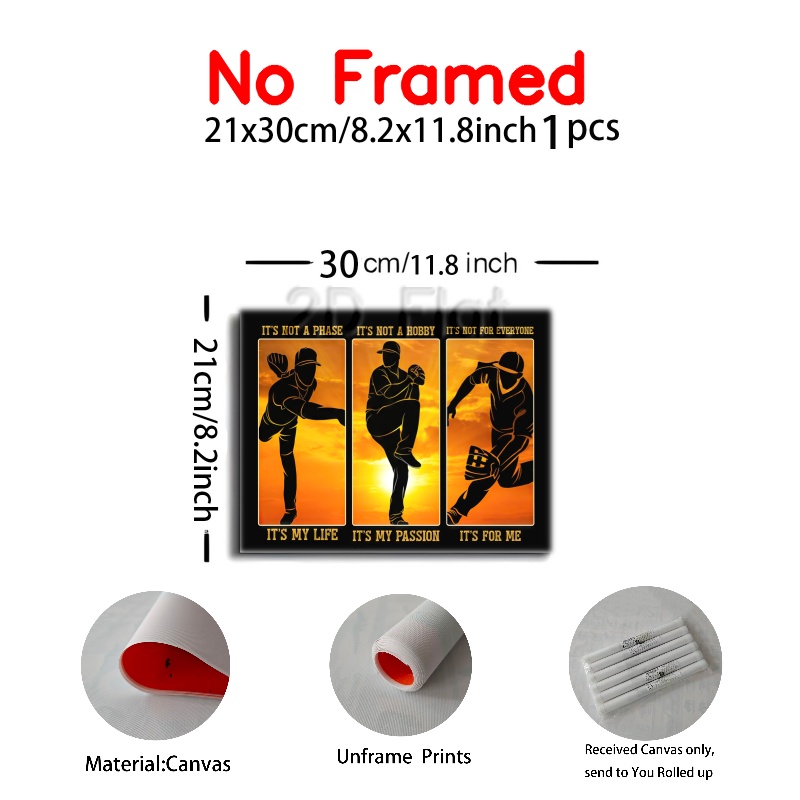 No Framed
21x30cm/8.2x11.8inch 1 pcs
30 cm/11.8 inch
2D Flat
21cm/8.2inch
IT'S NOT A PHASE IT'S NOT A HOBBY IT'S NOT FOR EVERYONE
IT'S MY LIFE IT'S MY PASSION IT'S FOR ME
Material:Canvas
Unframe Prints
Received Canvas only,
send to You Rolled up